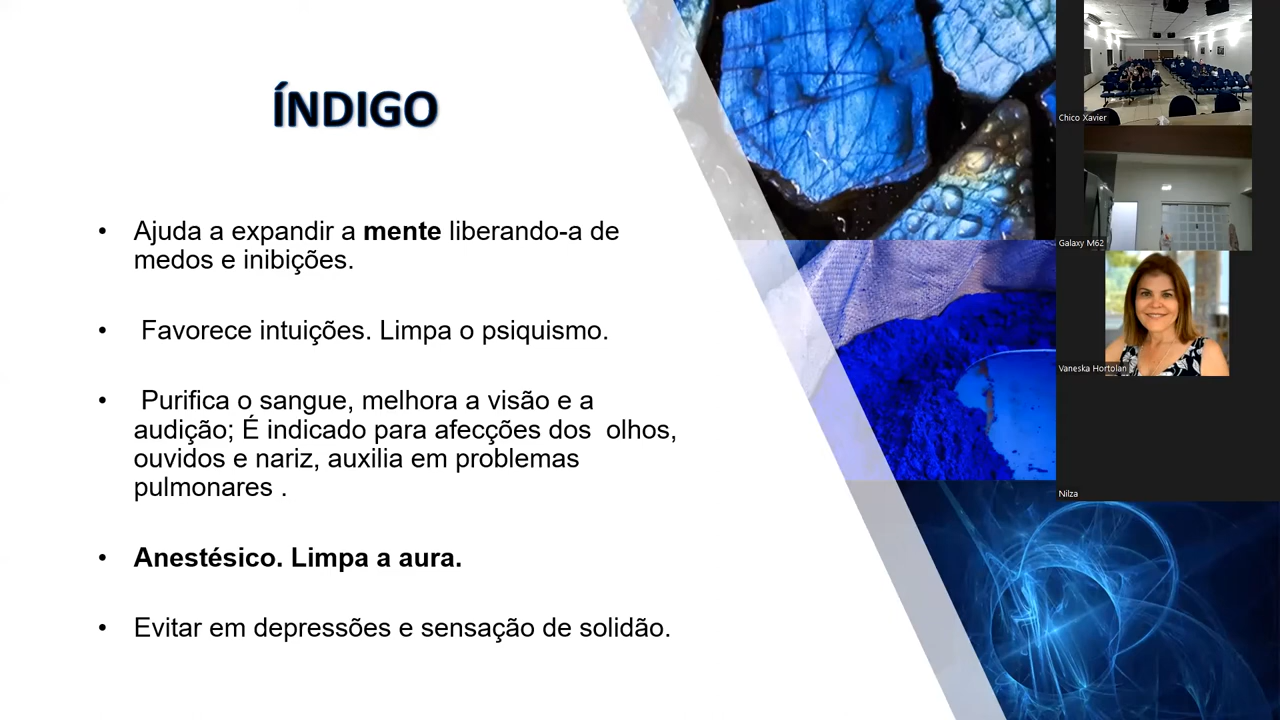 ÍNDIGO
• Ajuda a expandir a mente liberando-a de
medos e inibições.
• Favorece intuições. Limpa o psiquismo.
• Purifica o sangue, melhora a visão e a
audição; É indicado para afecções dos olhos,
ouvidos e nariz, auxilia em problemas
pulmonares .
• Anestésico. Limpa a aura.
• Evitar em depressões e sensação de solidão.
Chico Xavier
Galaxy M62
Vaneska Hortolan
Nilza